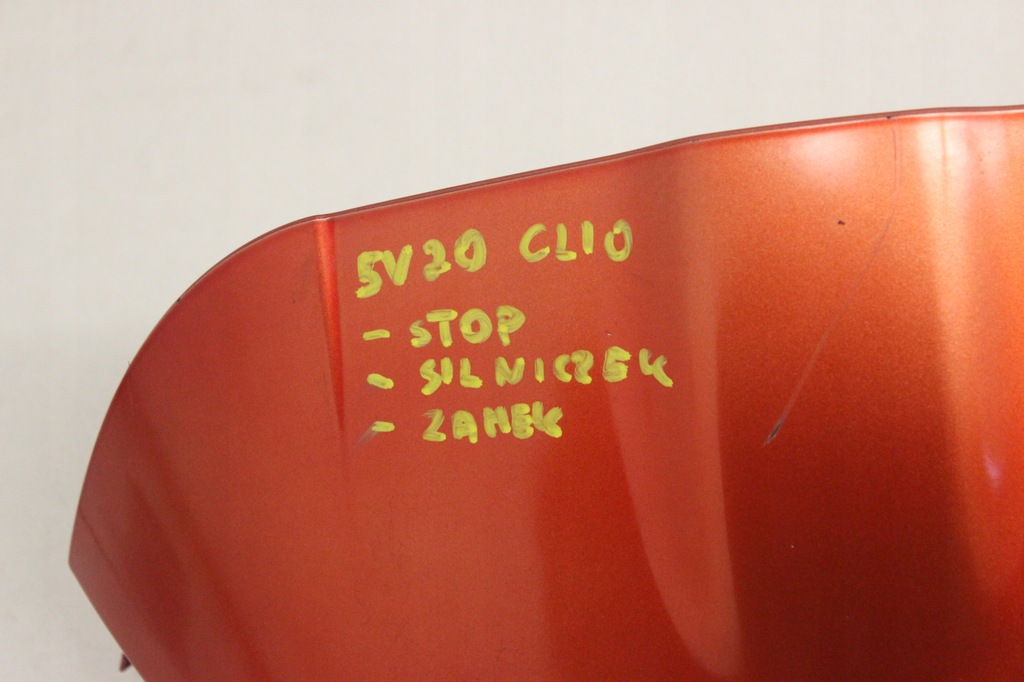 5V20 CLIO
- STOP
- SILNICZEK
- ZAMEK